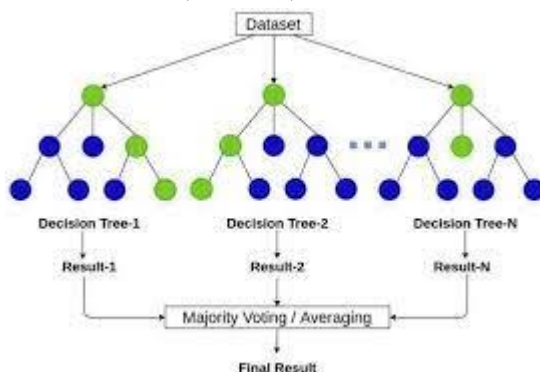 Dataset
Decision Tree-1 Decision Tree-2 Decision Tree-N
Result-1 Result-2 Result-N
Majority Voting / Averaging
Final Result